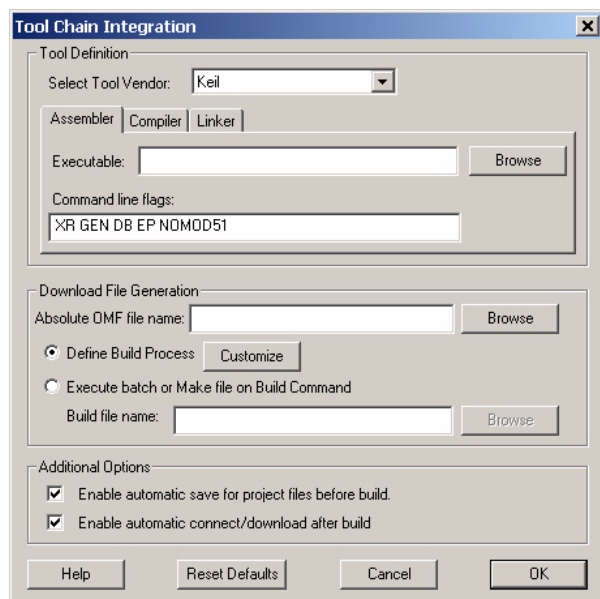 Tool Chain Integration
Tool Definition
Select Tool Vendor: Keil
Assembler Compiler Linker
Executable: Browse
Command line flags:
XR GEN DB EP NOMOD51
Download File Generation
Absolute OMF file name: Browse
Define Build Process Customize
Execute batch or Make file on Build Command
Build file name: Browse
Additional Options
Enable automatic save for project files before build.
Enable automatic connect/download after build
Help Reset Defaults Cancel OK